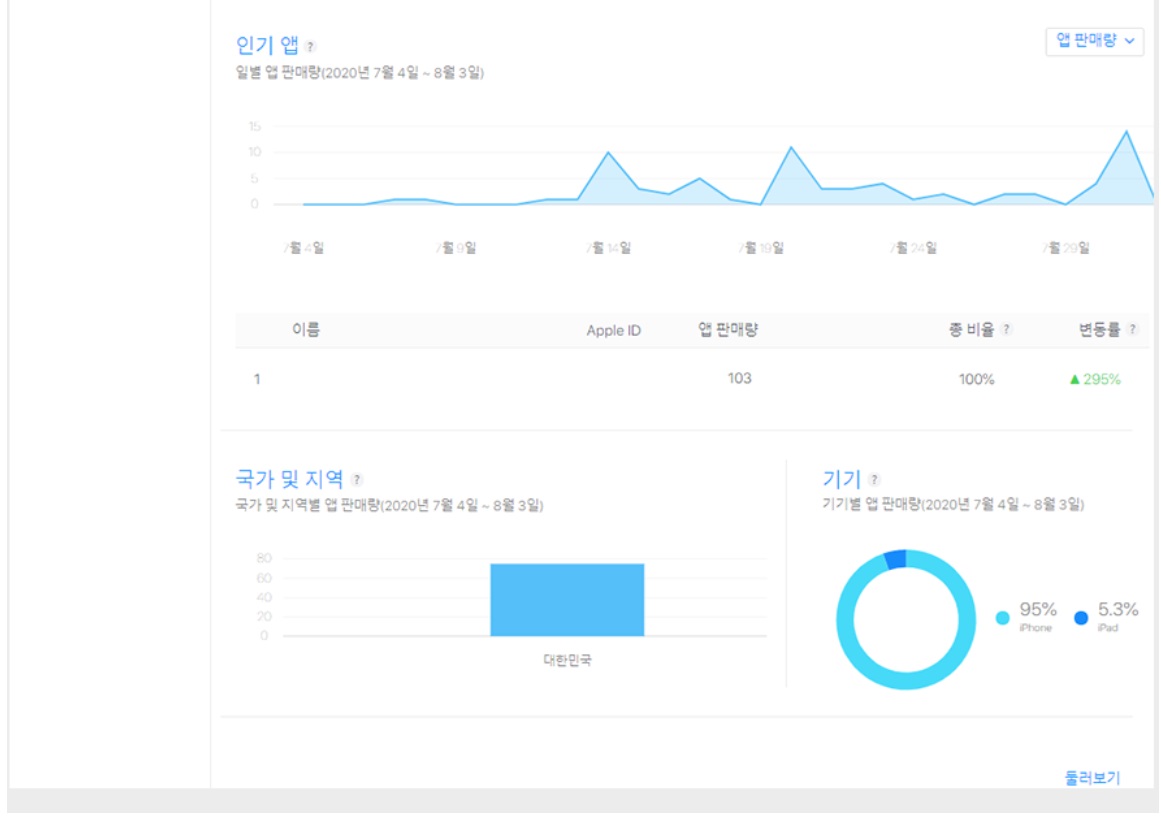 인기 앱 ?
앱 판매량
일별 앱 판매량(2020년 7월 4일 ~ 8월 3일)
15
10
5
0
7월 4일 7월 9일 7월 14일 7월 19일 7월 24일 7월 29일
이름 Apple ID 앱 판매량 총 비율 ? 변동률 ?
1 103 100% ▲ 295%
국가 및 지역 ?
국가 및 지역별 앱 판매량(2020년 7월 4일 ~ 8월 3일)
80
60
40
20
0
대한민국
기기 ?
기기별 앱 판매량(2020년 7월 4일 ~ 8월 3일)
95% 5.3%
iPhone iPad
둘러보기